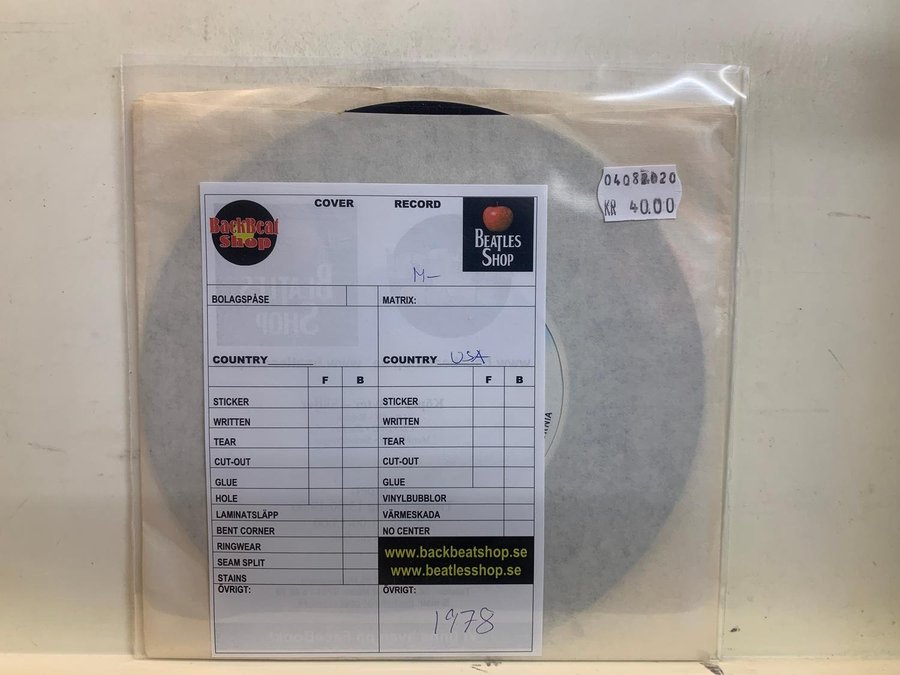 04082020
KR 40.00
COVER RECORD
BackBeat
Shop
BEATLES
SHOP
M-
BOLAGSPÅSE MATRIX:
COUNTRY COUNTRY USA
F B F B
STICKER STICKER
WRITTEN WRITTEN
TEAR TEAR
CUT-OUT CUT-OUT
GLUE GLUE
HOLE VINYLBUBBLOR
LAMINATSLÄPP VÄRMESKADA
BENT CORNER NO CENTER
RINGWEAR
www.backbeatshop.se
SEAM SPLIT
www.beatlesshop.se
STAINS
ÖVRIGT: ÖVRIGT:
1978